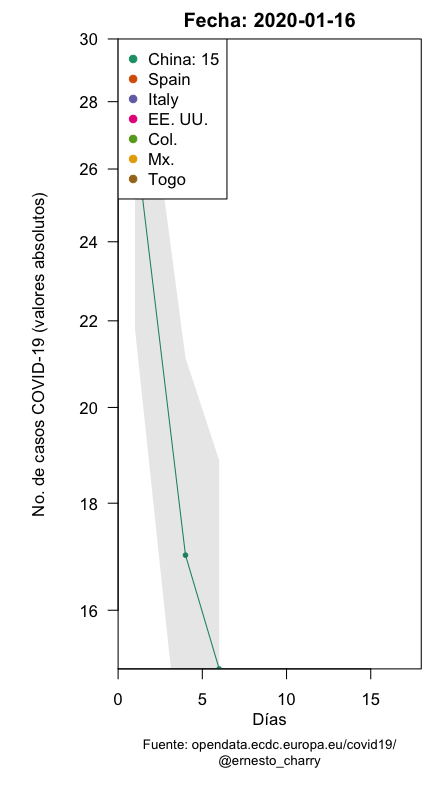 Fecha: 2020-01-16
China: 15
Spain
Italy
EE. UU.
Col.
Mx.
Togo
No. de casos COVID-19 (valores absolutos)
30
28
26
24
22
20
18
16
0 5 10 15
Días
Fuente: opendata.ecdc.europa.eu/covid19/
@ernesto_charry